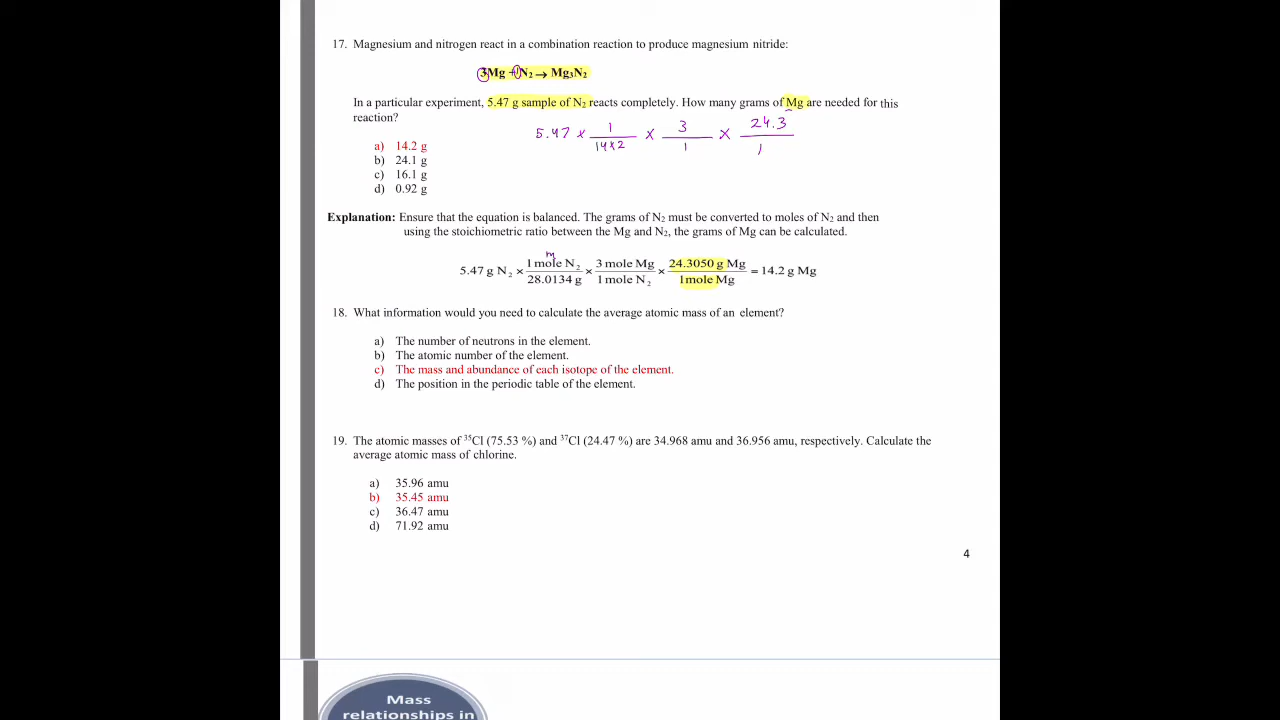 17. Magnesium and nitrogen react in a combination reaction to produce magnesium nitride:
3Mg + 1N₂ → Mg₃N₂
In a particular experiment, 5.47 g sample of N₂ reacts completely. How many grams of Mg are needed for this
reaction?
5.47 × 1/14×2 × 3/1 × 24.3/1
a) 14.2 g
b) 24.1 g
c) 16.1 g
d) 0.92 g
Explanation: Ensure that the equation is balanced. The grams of N₂ must be converted to moles of N₂ and then
using the stoichiometric ratio between the Mg and N₂, the grams of Mg can be calculated.
m
5.47 g N₂ × 1 mole N₂/28.0134 g × 3 mole Mg/1 mole N₂ × 24.3050 g Mg/1mole Mg = 14.2 g Mg
18. What information would you need to calculate the average atomic mass of an element?
a) The number of neutrons in the element.
b) The atomic number of the element.
c) The mass and abundance of each isotope of the element.
d) The position in the periodic table of the element.
19. The atomic masses of ³⁵Cl (75.53 %) and ³⁷Cl (24.47 %) are 34.968 amu and 36.956 amu, respectively. Calculate the
average atomic mass of chlorine.
a) 35.96 amu
b) 35.45 amu
c) 36.47 amu
d) 71.92 amu
4
Mass
relationships in